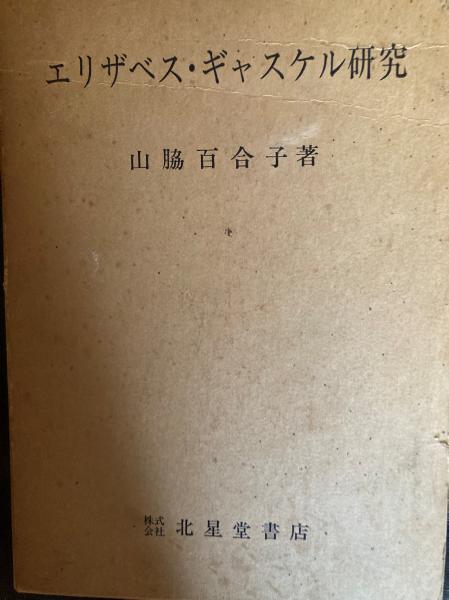 エリザベス・ギャスケル研究
山脇百合子著
株式会社 北星堂書店